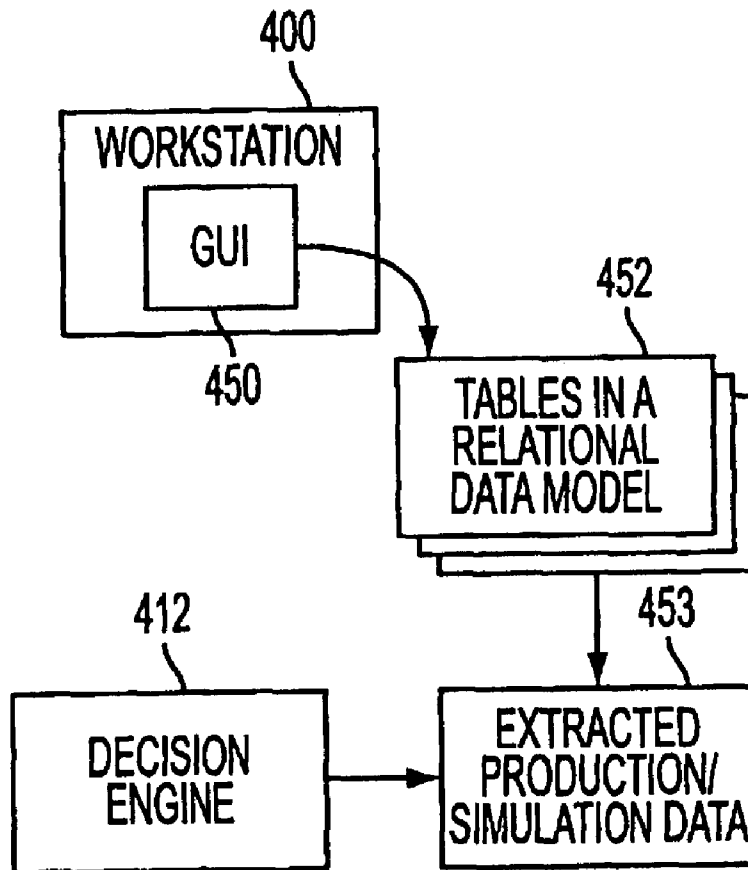 400
WORKSTATION
GUI
450
452
TABLES IN A
RELATIONAL
DATA MODEL
412
453
DECISION
ENGINE
EXTRACTED
PRODUCTION/
SIMULATION DATA